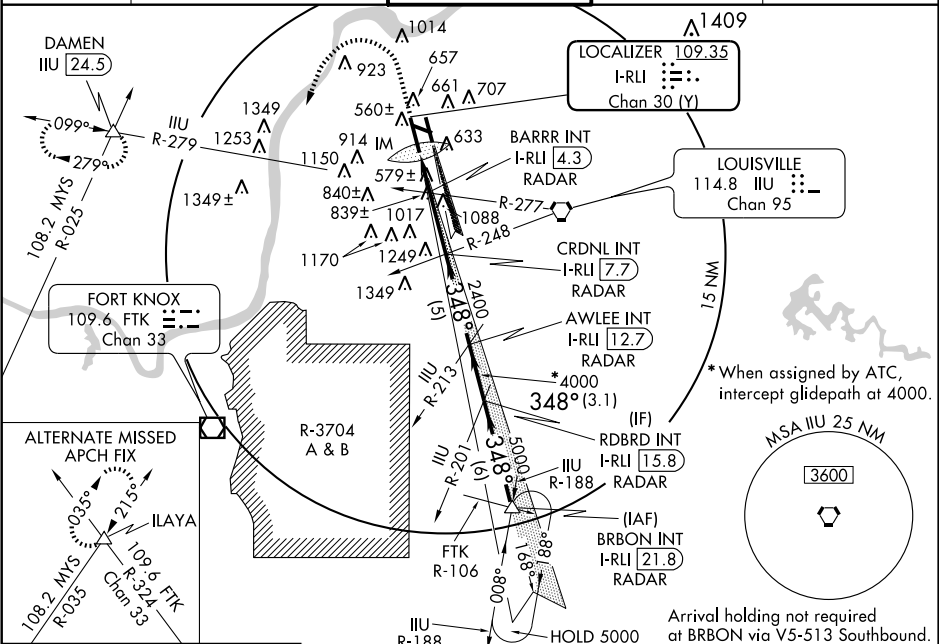 1409
1014
DAMEN
IIU 24.5
923
657
LOCALIZER 109.35
I-RLI
Chan 30 (Y)
661
707
1349
560±
099°
IIU
R-279
1253
914
IM
633
BARRR INT
I-RLI 4.3
RADAR
279°
1150
579±
LOUISVILLE
114.8 IIU
Chan 95
1349±
840±
839±
R-277
108.2 MYS
R-025
1017
1088
R-248
1170
1249
CRDNL INT
I-RLI 7.7
RADAR
1349
15 NM
FORT KNOX
109.6 FTK
Chan 33
348°
(5)
2400
AWLEE INT
I-RLI 12.7
RADAR
IIU
R-213
*4000
348° (3.1)
*When assigned by ATC,
intercept glidepath at 4000.
R-3704
A & B
(IF)
RDBRD INT
I-RLI 15.8
RADAR
ALTERNATE MISSED
APCH FIX
MSA IIU 25 NM
3600
IIU
R-201
348°
(6)
5000
IIU
R-188
035°
215°
ILAYA
(IAF)
BRBON INT
I-RLI 21.8
RADAR
FTK
R-106
108.2 MYS
R-035
109.6 FTK
R-324
Chan 33
008°
168°
IIU
R-188
HOLD 5000
Arrival holding not required
at BRBON via V5-513 Southbound.